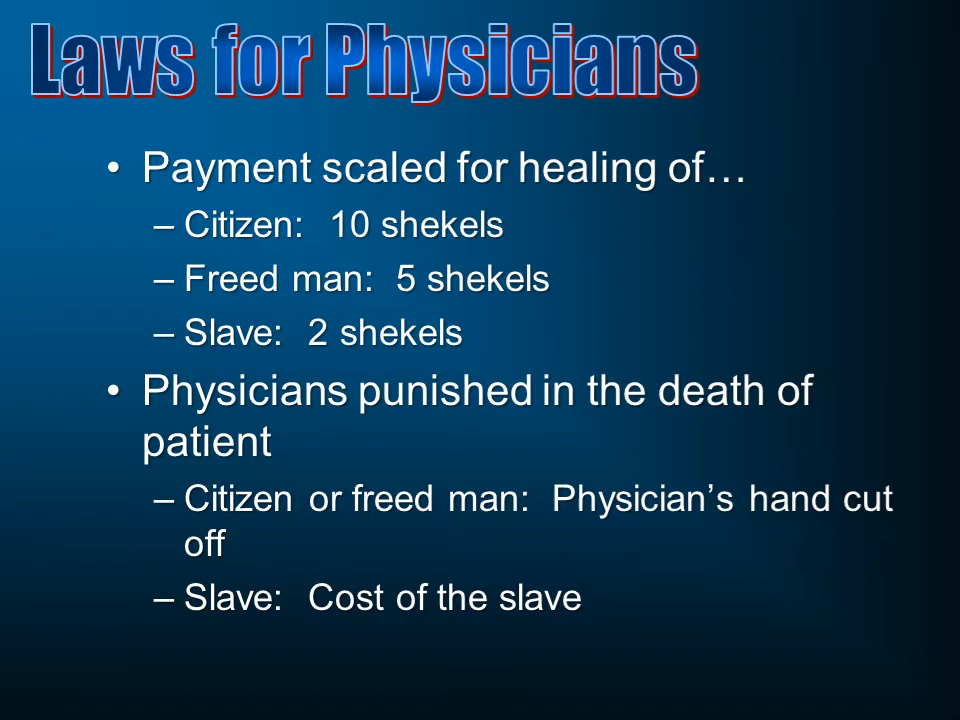 Laws for Physicians
• Payment scaled for healing of…
– Citizen: 10 shekels
– Freed man: 5 shekels
– Slave: 2 shekels
• Physicians punished in the death of
patient
– Citizen or freed man: Physician’s hand cut
off
– Slave: Cost of the slave